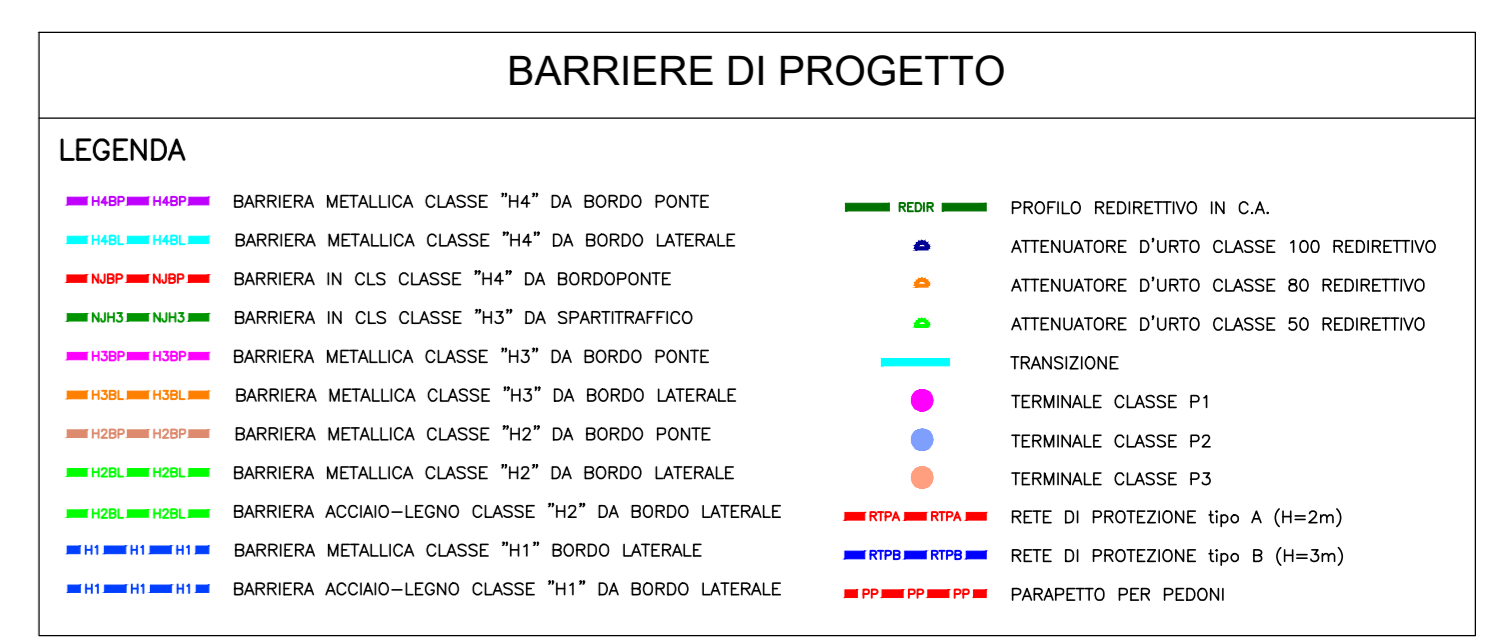 BARRIERE DI PROGETTO
LEGENDA
H4BP H4BP BARRIERA METALLICA CLASSE "H4" DA BORDO PONTE
H4BL H4BL BARRIERA METALLICA CLASSE "H4" DA BORDO LATERALE
NJBP NJBP BARRIERA IN CLS CLASSE "H4" DA BORDOPONTE
NJH3 NJH3 BARRIERA IN CLS CLASSE "H3" DA SPARTITRAFFICO
H3BP H3BP BARRIERA METALLICA CLASSE "H3" DA BORDO PONTE
H3BL H3BL BARRIERA METALLICA CLASSE "H3" DA BORDO LATERALE
H2BP H2BP BARRIERA METALLICA CLASSE "H2" DA BORDO PONTE
H2BL H2BL BARRIERA METALLICA CLASSE "H2" DA BORDO LATERALE
H2BL H2BL BARRIERA ACCIAIO-LEGNO CLASSE "H2" DA BORDO LATERALE
H1 H1 H1 BARRIERA METALLICA CLASSE "H1" BORDO LATERALE
H1 H1 H1 BARRIERA ACCIAIO-LEGNO CLASSE "H1" DA BORDO LATERALE
REDIR PROFILO REDIRETTIVO IN C.A.
ATTENUATORE D'URTO CLASSE 100 REDIRETTIVO
ATTENUATORE D'URTO CLASSE 80 REDIRETTIVO
ATTENUATORE D'URTO CLASSE 50 REDIRETTIVO
TRANSIZIONE
TERMINALE CLASSE P1
TERMINALE CLASSE P2
TERMINALE CLASSE P3
RTPA RTPA RETE DI PROTEZIONE tipo A (H=2m)
RTPB RTPB RETE DI PROTEZIONE tipo B (H=3m)
PP PP PP PARAPETTO PER PEDONI